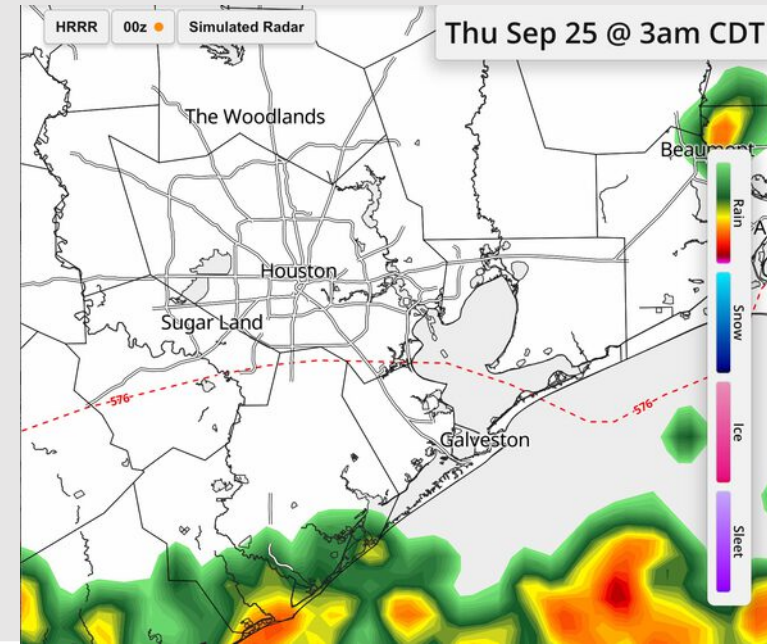 HRRR
00z
Simulated Radar
Thu Sep 25 @ 3am CDT
The Woodlands
Beaumont
Rain
A
Houston
Snow
Sugar Land
-576-
-576-
Ice
Galveston
Sleet